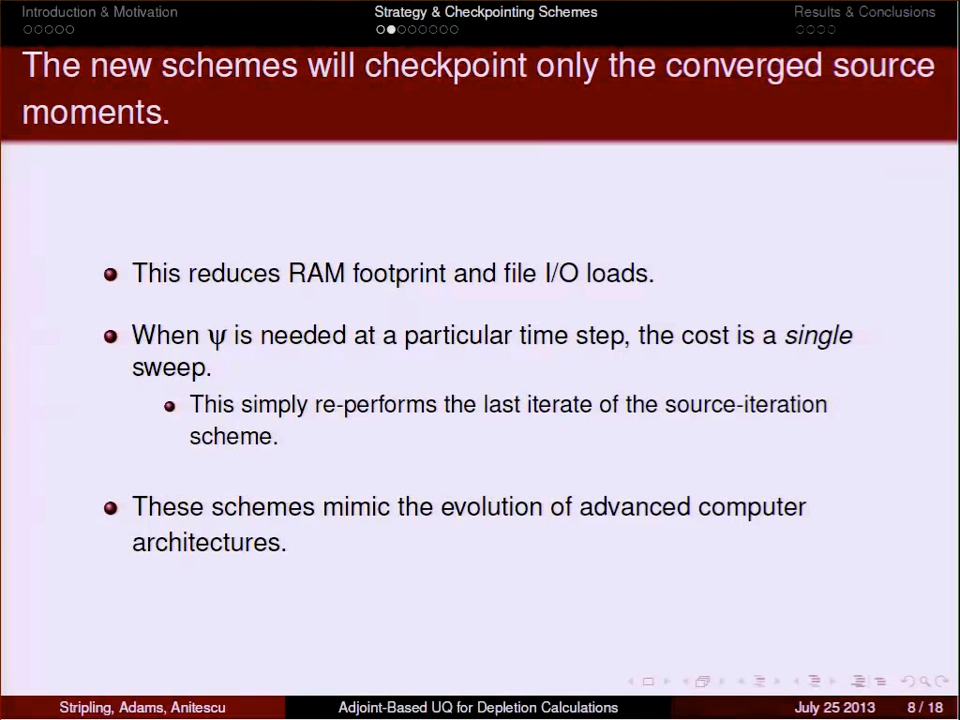 Introduction & Motivation
Strategy & Checkpointing Schemes
Results & Conclusions
The new schemes will checkpoint only the converged source
moments.
This reduces RAM footprint and file I/O loads.
When ψ is needed at a particular time step, the cost is a single
sweep.
This simply re-performs the last iterate of the source-iteration
scheme.
These schemes mimic the evolution of advanced computer
architectures.
Stripling, Adams, Anitescu
Adjoint-Based UQ for Depletion Calculations
July 25 2013
8 / 18